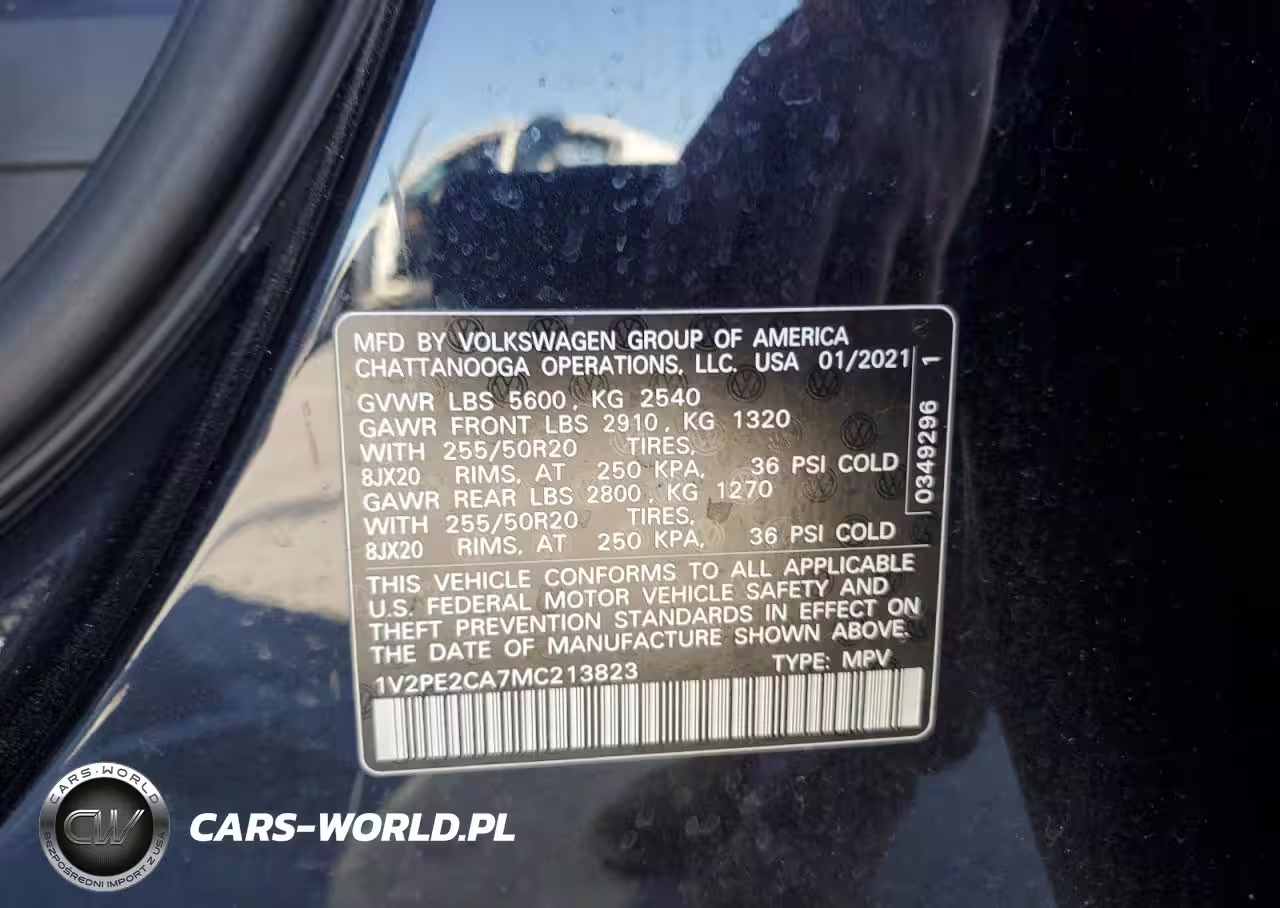 MFD BY VOLKSWAGEN GROUP OF AMERICA
CHATTANOOGA OPERATIONS, LLC. USA 01/2021
GVWR LBS 5600, KG 2540
GAWR FRONT LBS 2910, KG 1320
WITH 255/50R20 TIRES,
8JX20 RIMS, AT 250 KPA, 36 PSI COLD
GAWR REAR LBS 2800, KG 1270
WITH 255/50R20 TIRES,
8JX20 RIMS, AT 250 KPA, 36 PSI COLD
0349296 1
THIS VEHICLE CONFORMS TO ALL APPLICABLE
U.S. FEDERAL MOTOR VEHICLE SAFETY AND
THEFT PREVENTION STANDARDS IN EFFECT ON
THE DATE OF MANUFACTURE SHOWN ABOVE.
1V2PE2CA7MC213823 TYPE: MPV
CARS-WORLD
CW
BEZPOŚREDNI IMPORT Z USA
CARS-WORLD.PL